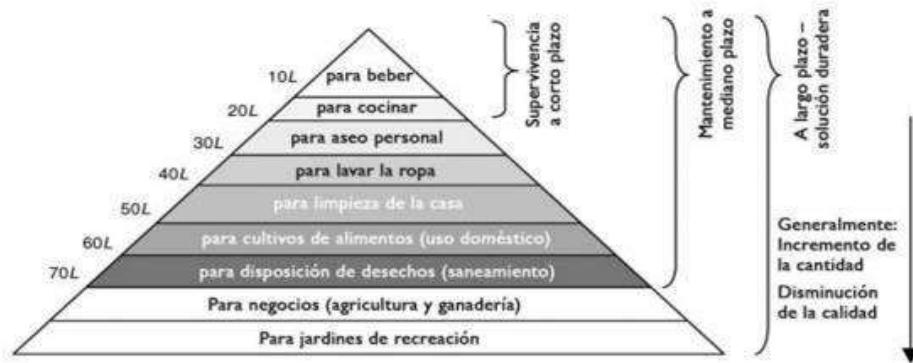 10L
para beber
20L
para cocinar
30L
para aseo personal
40L
para lavar la ropa
50L
para limpieza de la casa
60L
para cultivos de alimentos (uso doméstico)
70L
para disposición de desechos (saneamiento)
Para negocios (agricultura y ganadería)
Para jardines de recreación
Supervivencia
a corto plazo
Mantenimiento a
mediano plazo
A largo plazo –
solución duradera
Generalmente:
Incremento de
la cantidad
Disminución
de la calidad